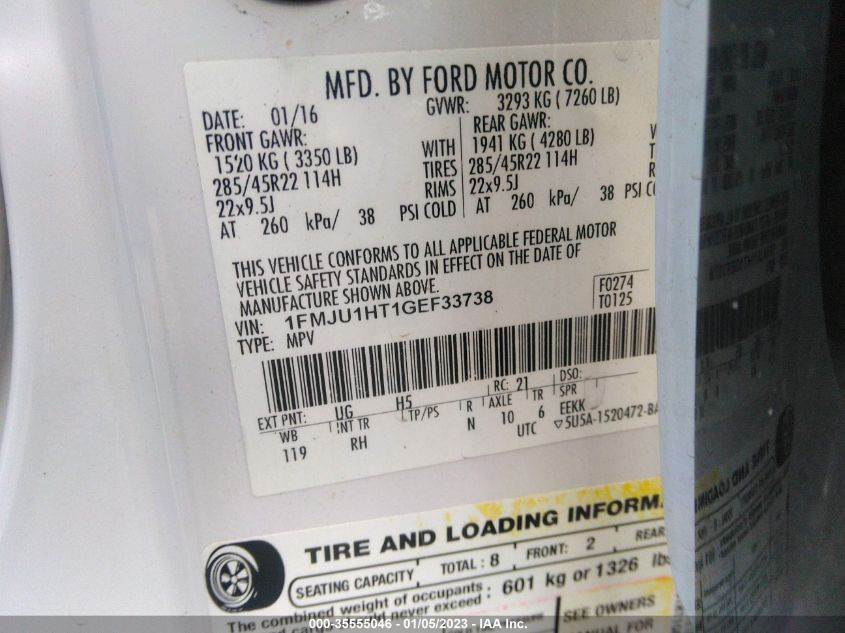 MFD. BY FORD MOTOR CO.
DATE: 01/16 GVWR: 3293 KG ( 7260 LB)
FRONT GAWR: REAR GAWR:
1520 KG ( 3350 LB) WITH 1941 KG ( 4280 LB)
285/45R22 114H TIRES 285/45R22 114H
22x9.5J RIMS 22x9.5J
AT 260 kPa/ 38 PSI COLD AT 260 kPa/ 38 PSI
THIS VEHICLE CONFORMS TO ALL APPLICABLE FEDERAL MOTOR
VEHICLE SAFETY STANDARDS IN EFFECT ON THE DATE OF
MANUFACTURE SHOWN ABOVE.
VIN: 1FMJU1HT1GEF33738 F0274
TYPE: MPV T0125
EXT PNT: UG H5 RC: 21 DSO:
WB INT TR TP/PS R AXLE TR SPR
119 RH N 10 6 EEKK
UTC ▽5U5A-1520472-BA
TIRE AND LOADING
SEATING CAPACITY TOTAL : 8 FRONT: 2 REAR
The combined weight of occupants : 601 kg or 1326 lbs
never exceed :
SEE OWNERS
MANUAL FOR
000-35555046 - 01/05/2023 - IAA Inc.